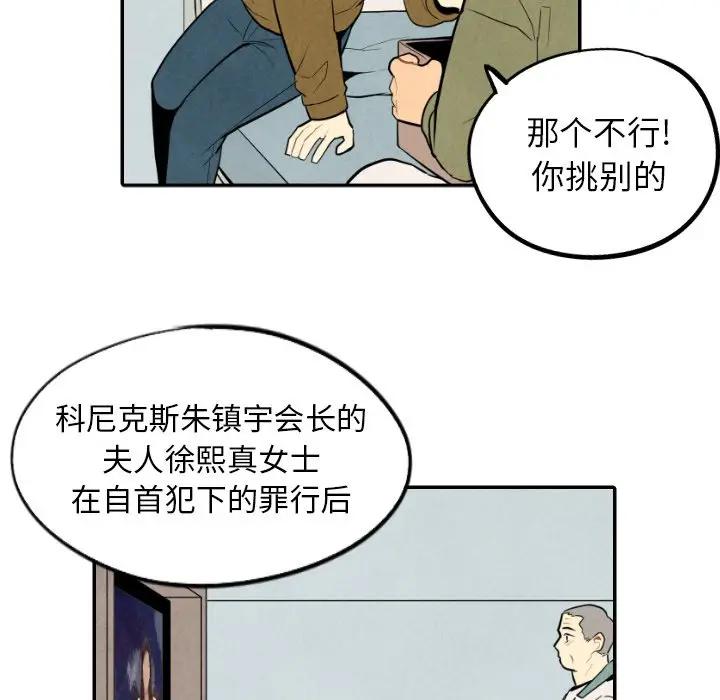 那个不行!
你挑别的
科尼克斯朱镇宇会长的
夫人徐熙真女士
在自首犯下的罪行后